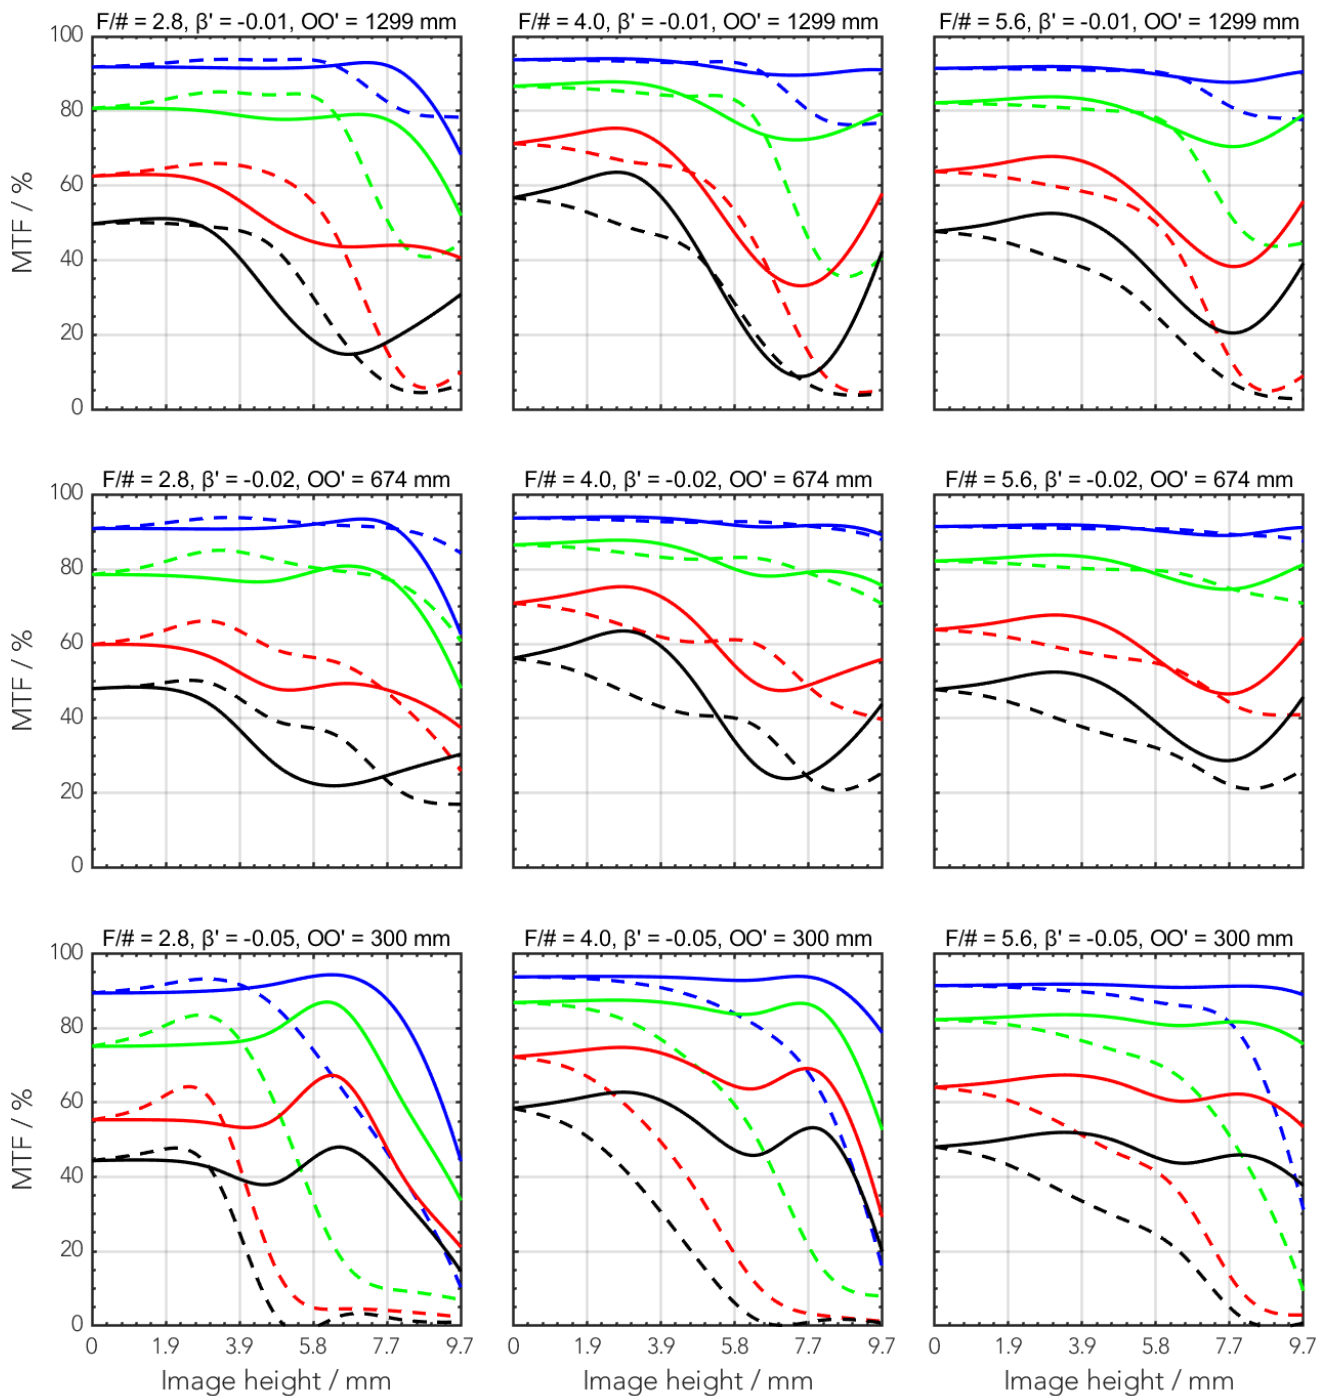 F/# = 2.8, β' = -0.01, OO' = 1299 mm
F/# = 4.0, β' = -0.01, OO' = 1299 mm
F/# = 5.6, β' = -0.01, OO' = 1299 mm
100
80
60
40
20
0
MTF / %
F/# = 2.8, β' = -0.02, OO' = 674 mm
F/# = 4.0, β' = -0.02, OO' = 674 mm
F/# = 5.6, β' = -0.02, OO' = 674 mm
100
80
60
40
20
0
MTF / %
F/# = 2.8, β' = -0.05, OO' = 300 mm
F/# = 4.0, β' = -0.05, OO' = 300 mm
F/# = 5.6, β' = -0.05, OO' = 300 mm
100
80
60
40
20
0
MTF / %
0 1.9 3.9 5.8 7.7 9.7
0 1.9 3.9 5.8 7.7 9.7
0 1.9 3.9 5.8 7.7 9.7
Image height / mm
Image height / mm
Image height / mm